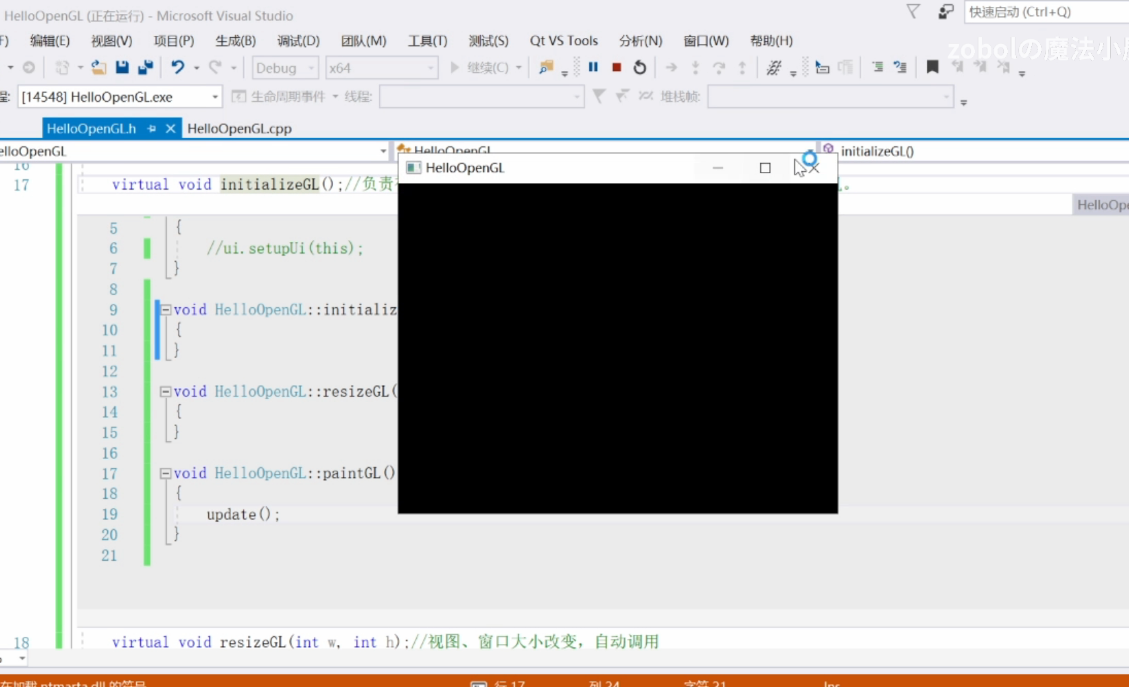 HelloOpenGL (正在运行) - Microsoft Visual Studio
快速启动 (Ctrl+Q)
F) 编辑(E) 视图(V) 项目(P) 生成(B) 调试(D) 团队(M) 工具(T) 测试(S) Qt VS Tools 分析(N) 窗口(W) 帮助(H)
zobolの魔法小
Debug x64 继续(C)
程: [14548] HelloOpenGL.exe 生命周期事件 线程: 堆栈帧:
HelloOpenGL.h HelloOpenGL.cpp
elloOpenGL HelloOpenGL initializeGL()
16
17 virtual void initializeGL();//负责
HelloOpenGL
HelloOpe
5 {
6 //ui.setupUi(this);
7 }
8
9 void HelloOpenGL::initializ
10 {
11 }
12
13 void HelloOpenGL::resizeGL(
14 {
15 }
16
17 void HelloOpenGL::paintGL()
18 {
19 update();
20 }
21
18 virtual void resizeGL(int w, int h);//视图、窗口大小改变，自动调用
在加载 ntmarta.dll 的符号 行 17 列 24 字符 21 Ins